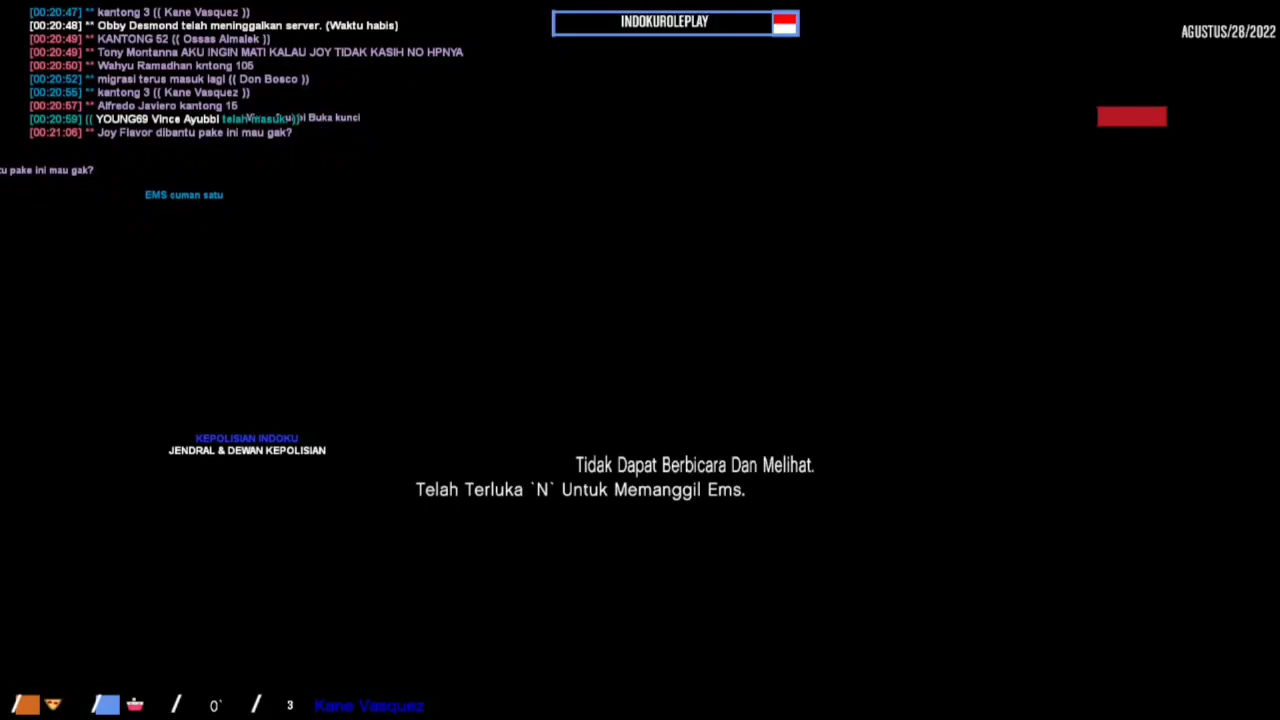 [00:20:47] ** kantong 3 (( Kane Vasquez ))
[00:20:48] ** Obby Desmond telah meninggalkan server. (Waktu habis)
[00:20:49] ** KANTONG 52 (( Ossas Almalek ))
[00:20:49] ** Tony Montanna AKU INGIN MATI KALAU JOY TIDAK KASIH NO HPNYA
[00:20:50] ** Wahyu Ramadhan kntong 105
[00:20:52] ** migrasi terus masuk lagi (( Don Bosco ))
[00:20:55] ** kantong 3 (( Kane Vasquez ))
[00:20:57] ** Alfredo Javiero kantong 15
[00:20:59] (( YOUNG69 Vince Ayubbi telah masuk. ))
Buka kunci
[00:21:06] ** Joy Flavor dibantu pake ini mau gak?
INDOKUROLEPLAY
AGUSTUS/28/2022
pake ini mau gak?
EMS cuman satu
KEPOLISIAN INDOKU
JENDRAL & DEWAN KEPOLISIAN
Tidak Dapat Berbicara Dan Melihat.
Telah Terluka `N` Untuk Memanggil Ems.
/ / / 0` / 3 Kane Vasquez